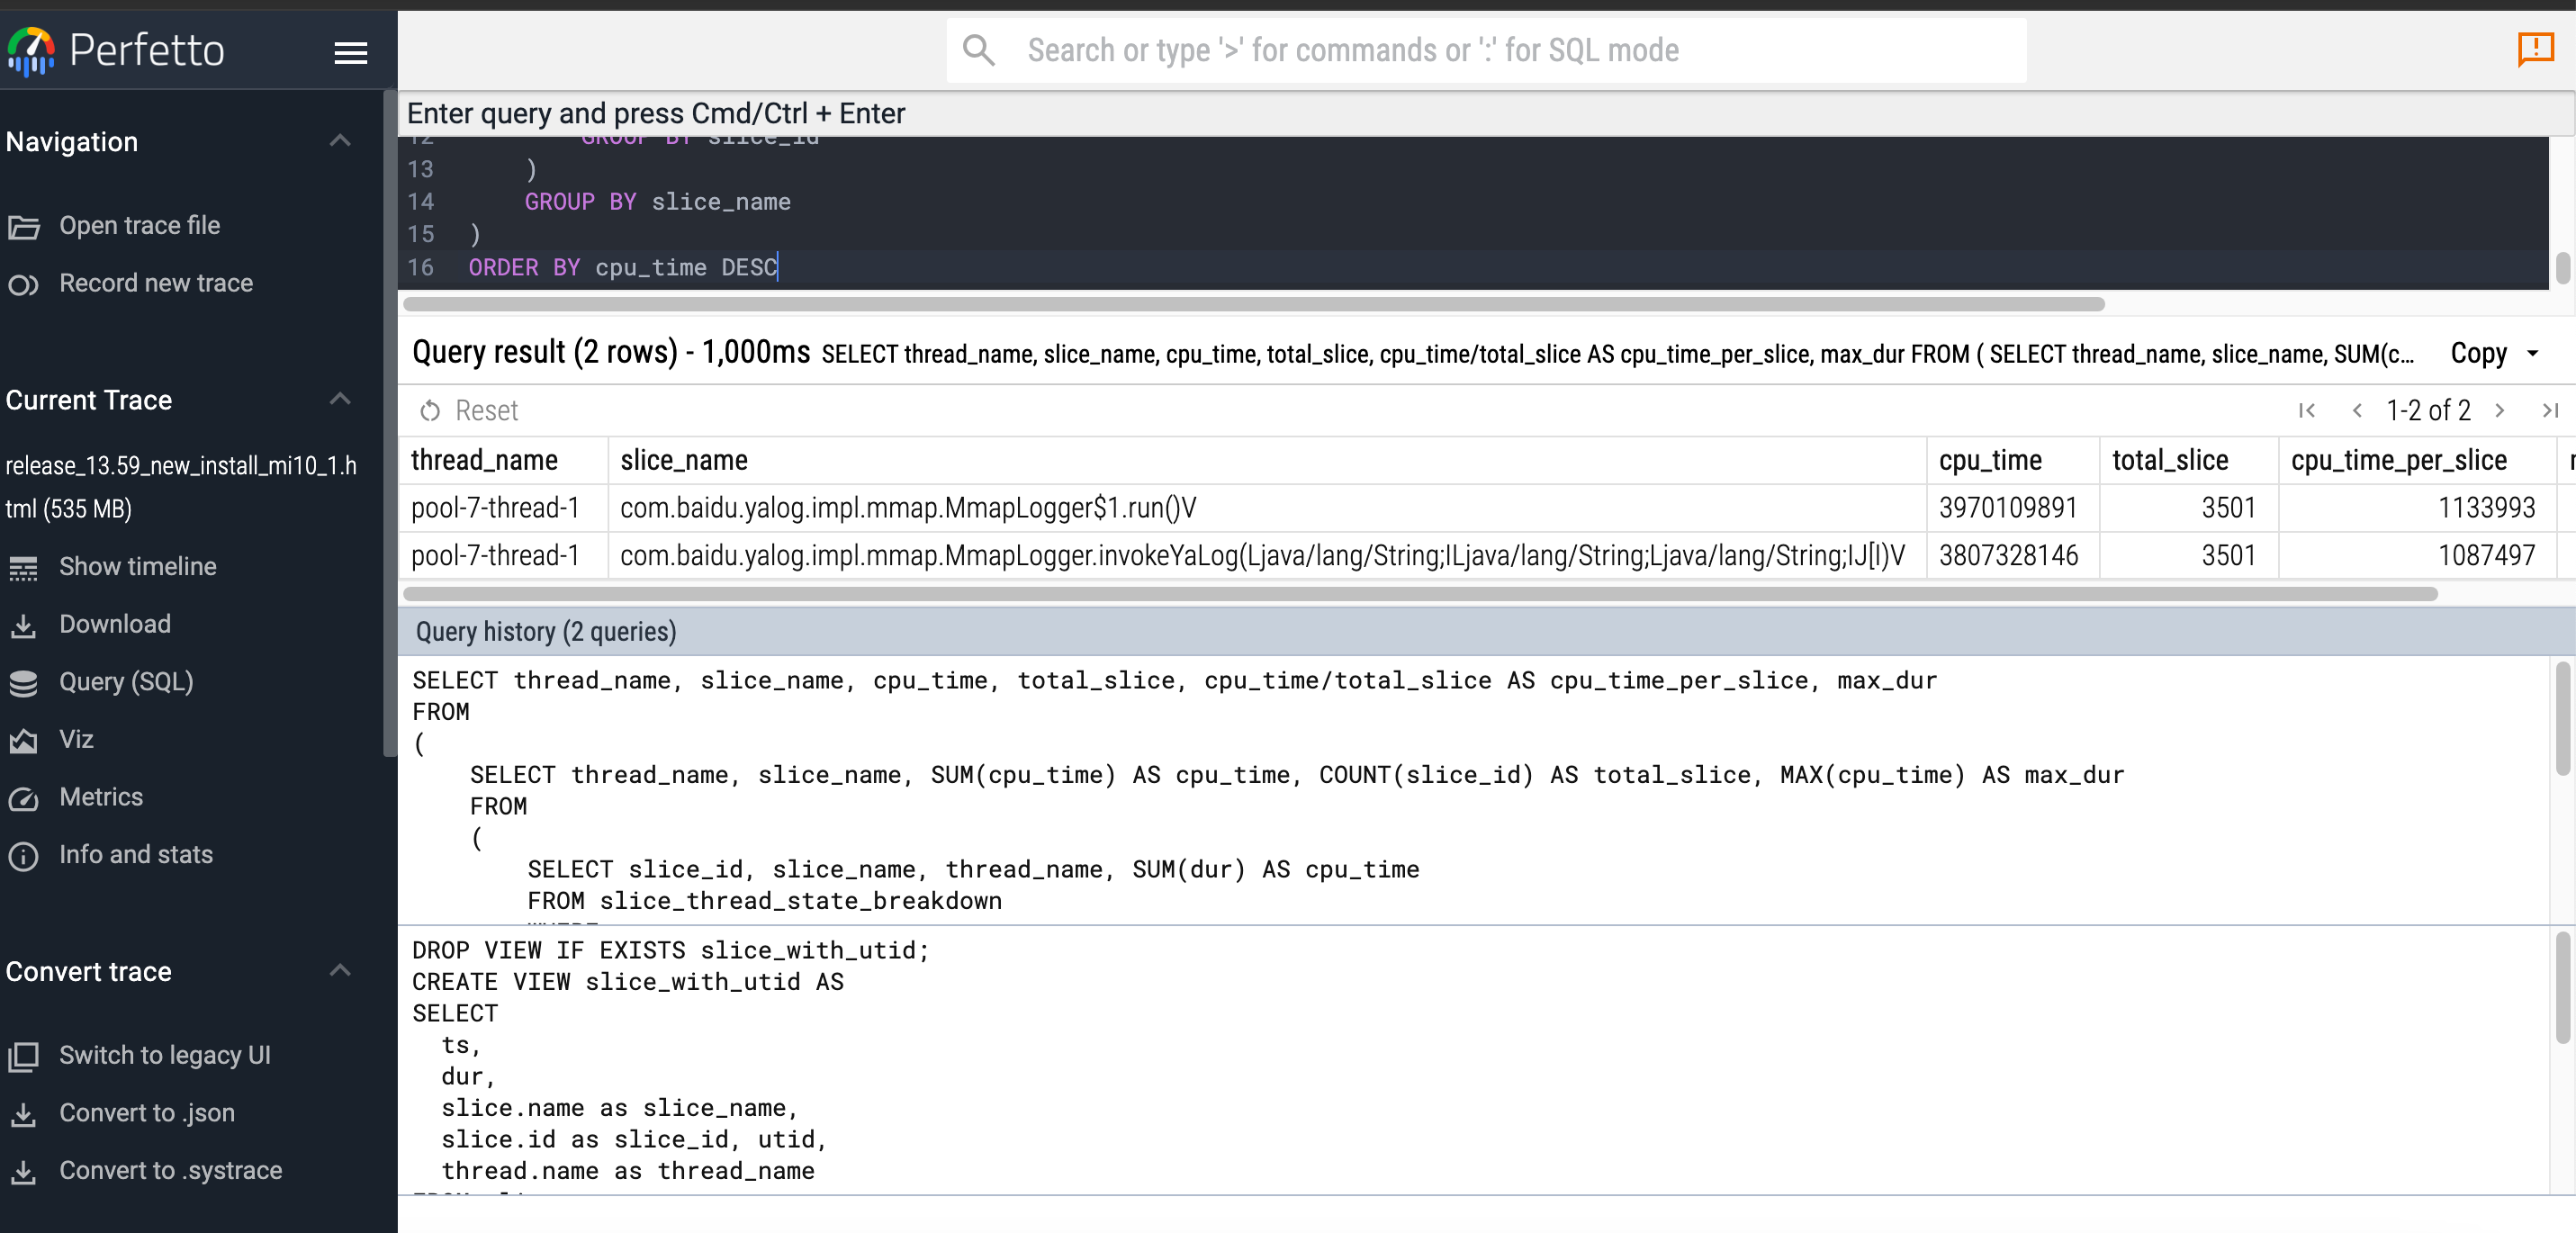 Perfetto
Search or type '>' for commands or ':' for SQL mode
Navigation
Open trace file
Record new trace
Current Trace
release_13.59_new_install_mi10_1.h
tml (535 MB)
Show timeline
Download
Query (SQL)
Viz
Metrics
Info and stats
Convert trace
Switch to legacy UI
Convert to .json
Convert to .systrace
Enter query and press Cmd/Ctrl + Enter
12 GROUP BY slice_id
13 )
14 GROUP BY slice_name
15 )
16 ORDER BY cpu_time DESC
Query result (2 rows) - 1,000ms SELECT thread_name, slice_name, cpu_time, total_slice, cpu_time/total_slice AS cpu_time_per_slice, max_dur FROM ( SELECT thread_name, slice_name, SUM(c... Copy
Reset 1-2 of 2
thread_name slice_name cpu_time total_slice cpu_time_per_slice
pool-7-thread-1 com.baidu.yalog.impl.mmap.MmapLogger$1.run()V 3970109891 3501 1133993
pool-7-thread-1 com.baidu.yalog.impl.mmap.MmapLogger.invokeYaLog(Ljava/lang/String;ILjava/lang/String;Ljava/lang/String;IJ[I)V 3807328146 3501 1087497
Query history (2 queries)
SELECT thread_name, slice_name, cpu_time, total_slice, cpu_time/total_slice AS cpu_time_per_slice, max_dur
FROM
(
SELECT thread_name, slice_name, SUM(cpu_time) AS cpu_time, COUNT(slice_id) AS total_slice, MAX(cpu_time) AS max_dur
FROM
(
SELECT slice_id, slice_name, thread_name, SUM(dur) AS cpu_time
FROM slice_thread_state_breakdown
DROP VIEW IF EXISTS slice_with_utid;
CREATE VIEW slice_with_utid AS
SELECT
ts,
dur,
slice.name as slice_name,
slice.id as slice_id, utid,
thread.name as thread_name